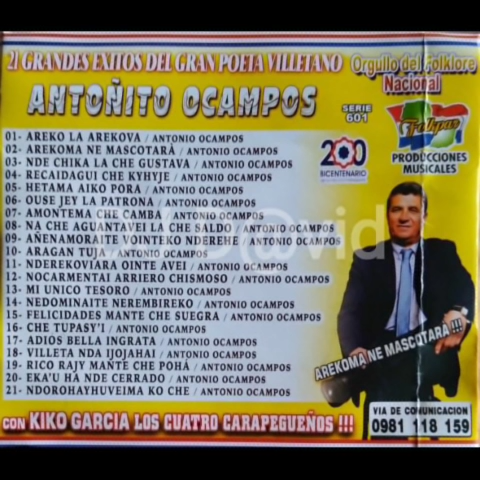 21 GRANDES EXITOS DEL GRAN POETA VILLETANO
Orgullo del Folklore
Nacional
ANTOÑITO OCAMPOS
SERIE
601
200
BICENTENARIO
PRODUCCIONES
MUSICALES
01- AREKO LA AREKOVA / ANTONIO OCAMPOS
02- AREKOMA NE MASCOTARÁ / ANTONIO OCAMPOS
03- NDE CHIKA LA CHE GUSTAVA / ANTONIO OCAMPOS
04- RECAIDAGUI CHE KYHYJE / ANTONIO OCAMPOS
05- HETAMA AIKO PORA / ANTONIO OCAMPOS
06- OUSE JEY LA PATRONA / ANTONIO OCAMPOS
07- AMONTEMA CHE CAMBA / ANTONIO OCAMPOS
08- NA CHE AGUANTAVEI LA CHE SALDO / ANTONIO OCAMPOS
09- AÑENAMORAITE VOINTEKO NDEREHE / ANTONIO OCAMPOS
10- ARAGAN TUJA / ANTONIO OCAMPOS
11- NDEREKOVIARA OINTE AVEI / ANTONIO OCAMPOS
12- NOCARMENTAI ARRIERO CHISMOSO / ANTONIO OCAMPOS
13- MI UNICO TESORO / ANTONIO OCAMPOS
14- NEDOMINAITE NEREMBIREKO / ANTONIO OCAMPOS
15- FELICIDADES MANTE CHE SUEGRA / ANTONIO OCAMPOS
16- CHE TUPASY'I / ANTONIO OCAMPOS
17- ADIOS BELLA INGRATA / ANTONIO OCAMPOS
18- VILLETA NDA IJOJAHAI / ANTONIO OCAMPOS
19- RICO RAJY MANTE CHE POHÁ / ANTONIO OCAMPOS
20- EKA'U HA NDE CERRADO / ANTONIO OCAMPOS
21- NDOROHAYHUVEIMA KO CHE / ANTONIO OCAMPOS
AREKOMA NE MASCOTARA !!!
CON KIKO GARCIA LOS CUATRO CARAPEGUEÑOS !!!
VIA DE COMUNICACION
0981 118 159